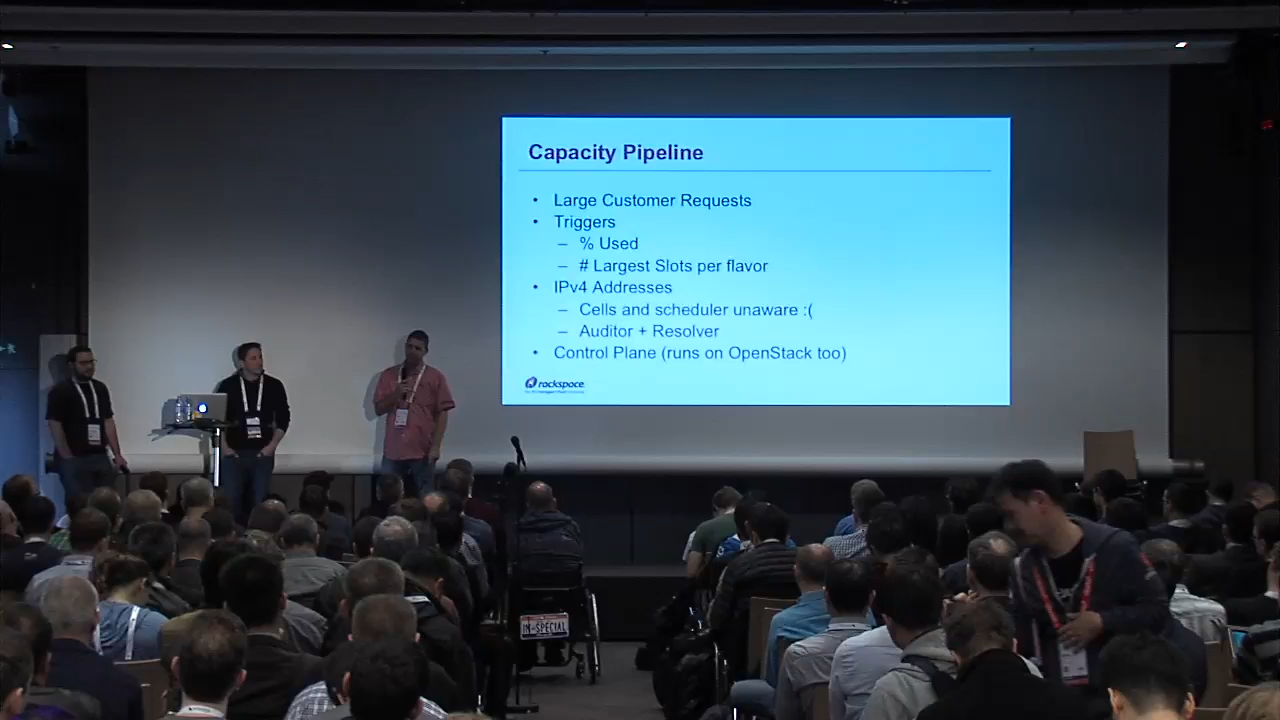 Capacity Pipeline
• Large Customer Requests
• Triggers
– % Used
– # Largest Slots per flavor
• IPv4 Addresses
– Cells and scheduler unaware :(
– Auditor + Resolver
• Control Plane (runs on OpenStack too)
rackspace
IN-SPECIAL